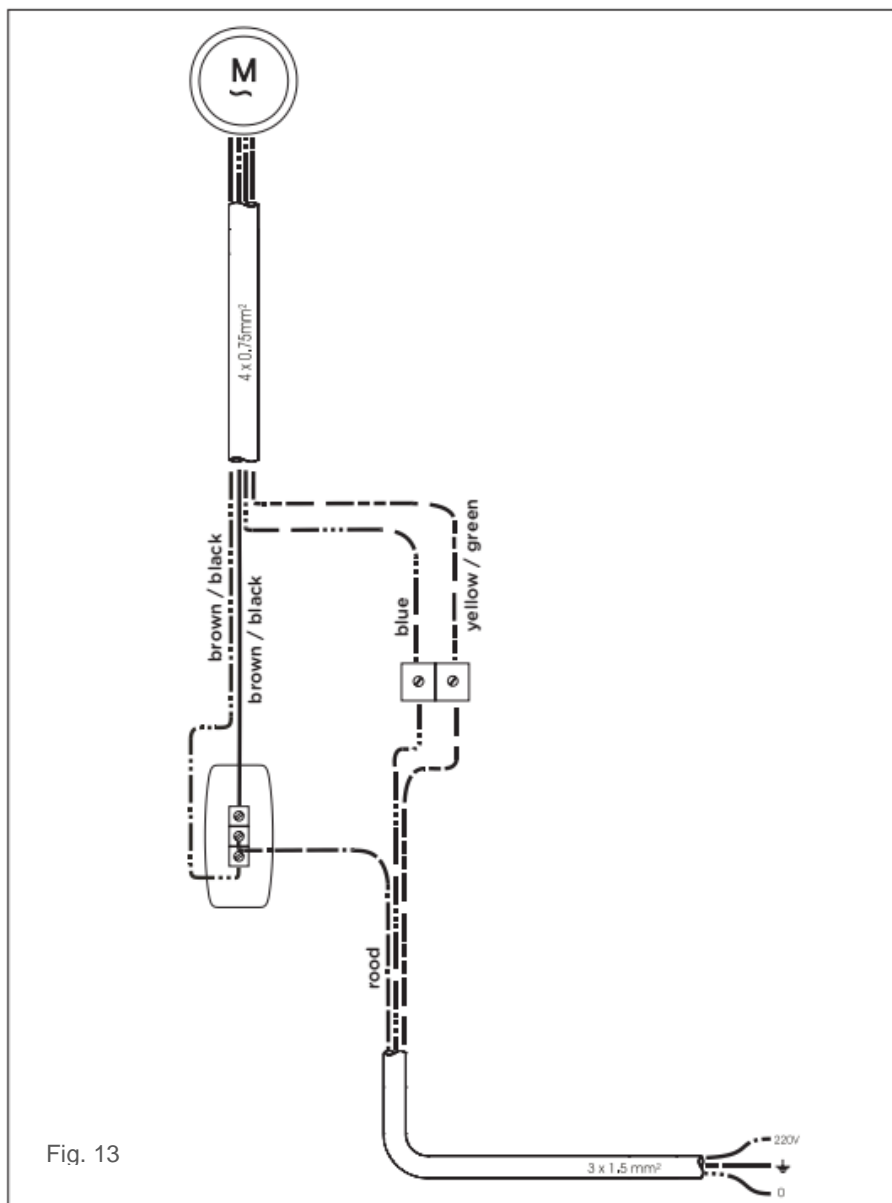 M
4 x 0.75mm²
brown / black
brown / black
blue
yellow / green
rood
3 x 1.5 mm²
220V
0
Fig. 13